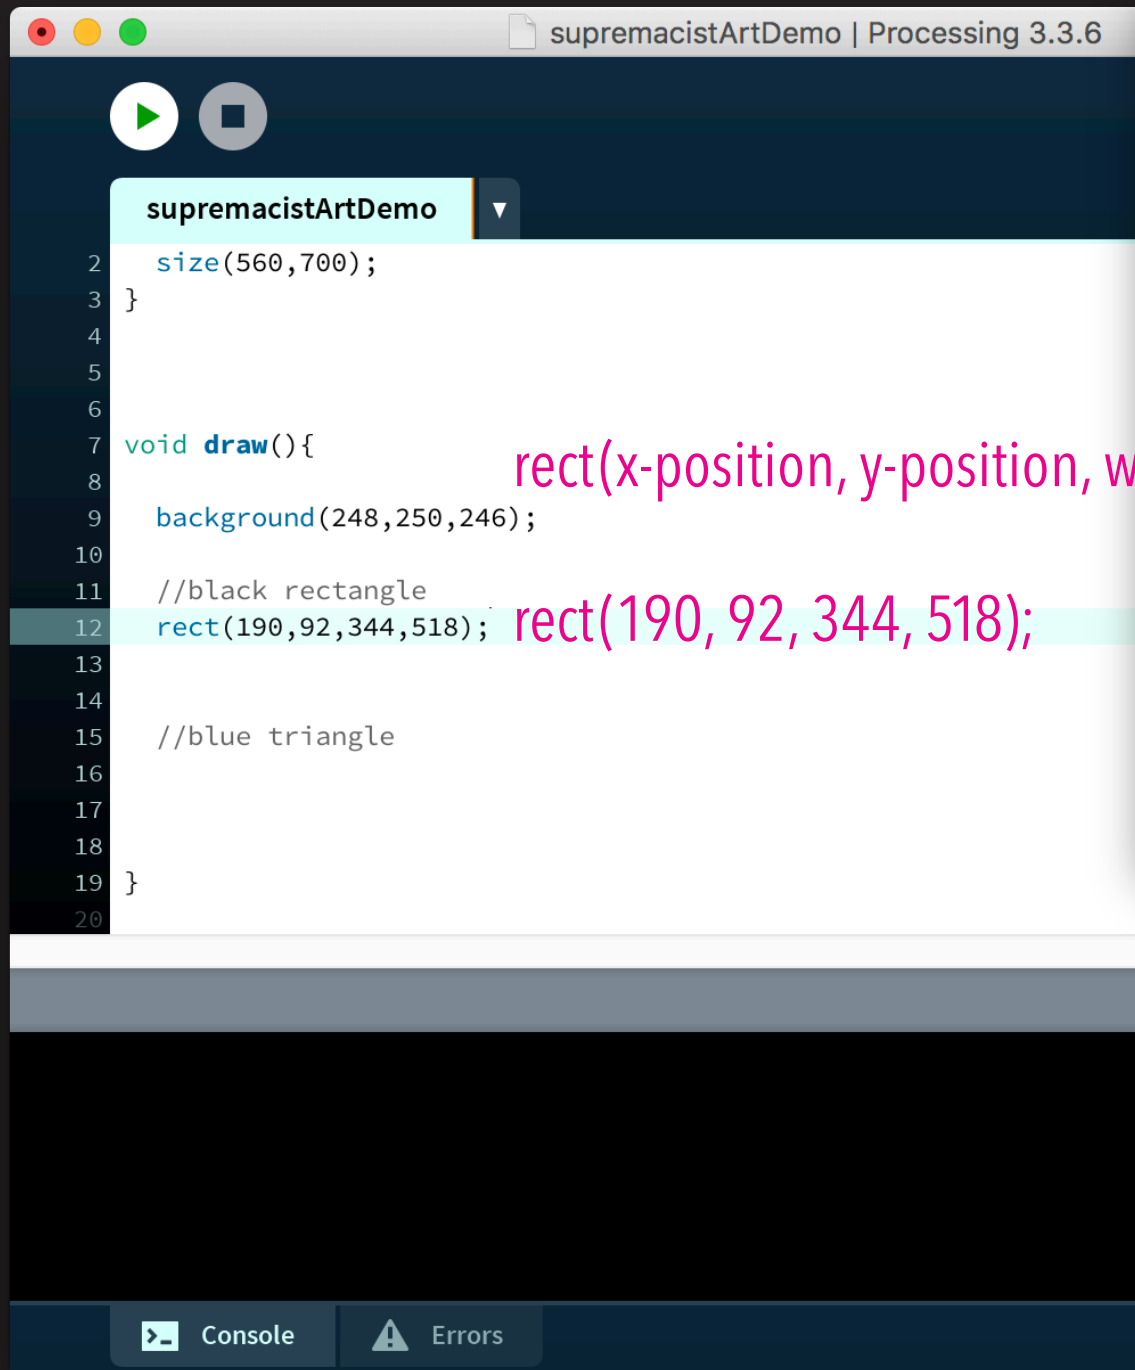 supremacistArtDemo | Processing 3.3.6
supremacistArtDemo ▼
2 size(560,700);
3 }
4
5
6
7 void draw(){
rect(x-position, y-position, w
8
9 background(248,250,246);
10
11 //black rectangle
12 rect(190,92,344,518); rect(190, 92, 344, 518);
13
14
15 //blue triangle
16
17
18
19 }
20
Console Errors